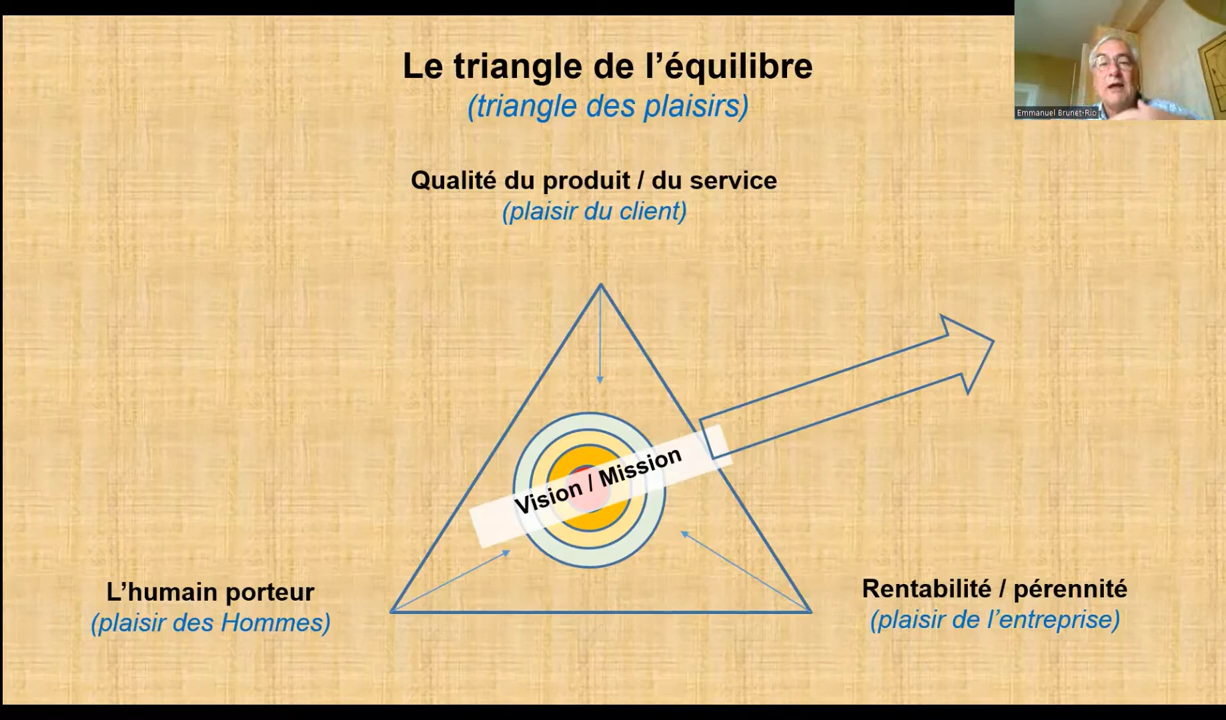 Le triangle de l’équilibre
(triangle des plaisirs)
Emmanuel Brunet-Rio
Qualité du produit / du service
(plaisir du client)
Vision / Mission
L’humain porteur
(plaisir des Hommes)
Rentabilité / pérennité
(plaisir de l’entreprise)